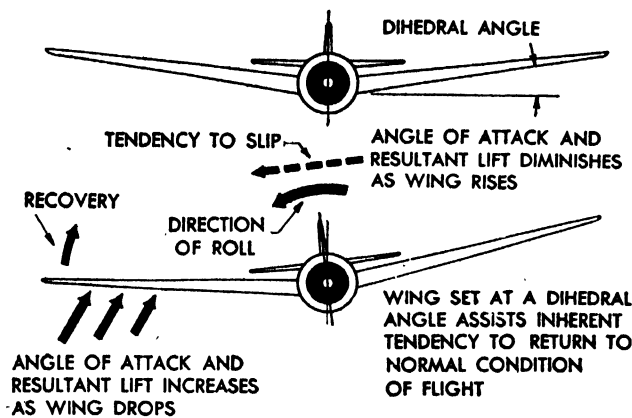 DIHEDRAL ANGLE
TENDENCY TO SLIP
ANGLE OF ATTACK AND
RESULTANT LIFT DIMINISHES
AS WING RISES
RECOVERY
DIRECTION
OF ROLL
WING SET AT A DIHEDRAL
ANGLE ASSISTS INHERENT
TENDENCY TO RETURN TO
NORMAL CONDITION
OF FLIGHT
ANGLE OF ATTACK AND
RESULTANT LIFT INCREASES
AS WING DROPS